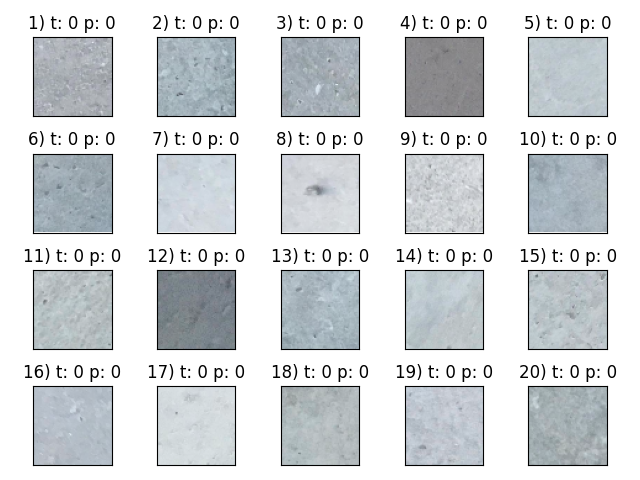 1) t: 0 p: 0 2) t: 0 p: 0 3) t: 0 p: 0 4) t: 0 p: 0 5) t: 0 p: 0
6) t: 0 p: 0 7) t: 0 p: 0 8) t: 0 p: 0 9) t: 0 p: 0 10) t: 0 p: 0
11) t: 0 p: 0 12) t: 0 p: 0 13) t: 0 p: 0 14) t: 0 p: 0 15) t: 0 p: 0
16) t: 0 p: 0 17) t: 0 p: 0 18) t: 0 p: 0 19) t: 0 p: 0 20) t: 0 p: 0